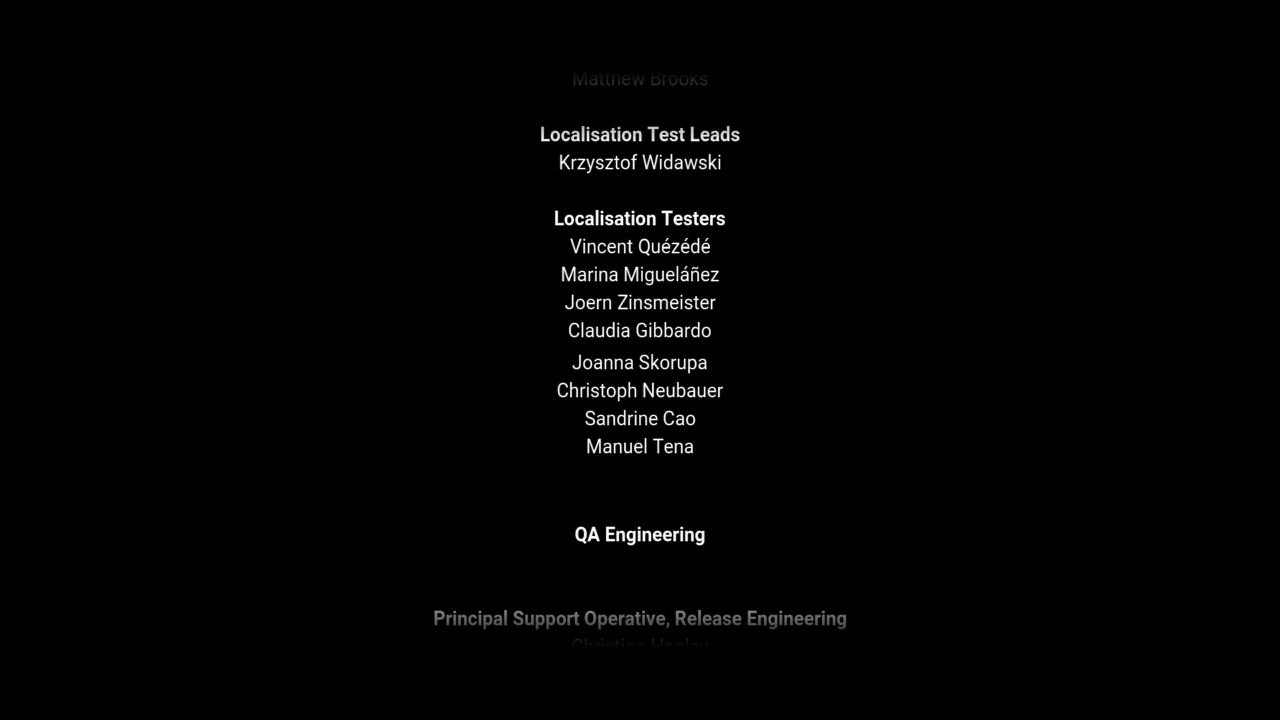 Matthew Brooks
Localisation Test Leads
Krzysztof Widawski
Localisation Testers
Vincent Quézédé
Marina Migueláñez
Joern Zinsmeister
Claudia Gibbardo
Joanna Skorupa
Christoph Neubauer
Sandrine Cao
Manuel Tena
QA Engineering
Principal Support Operative, Release Engineering